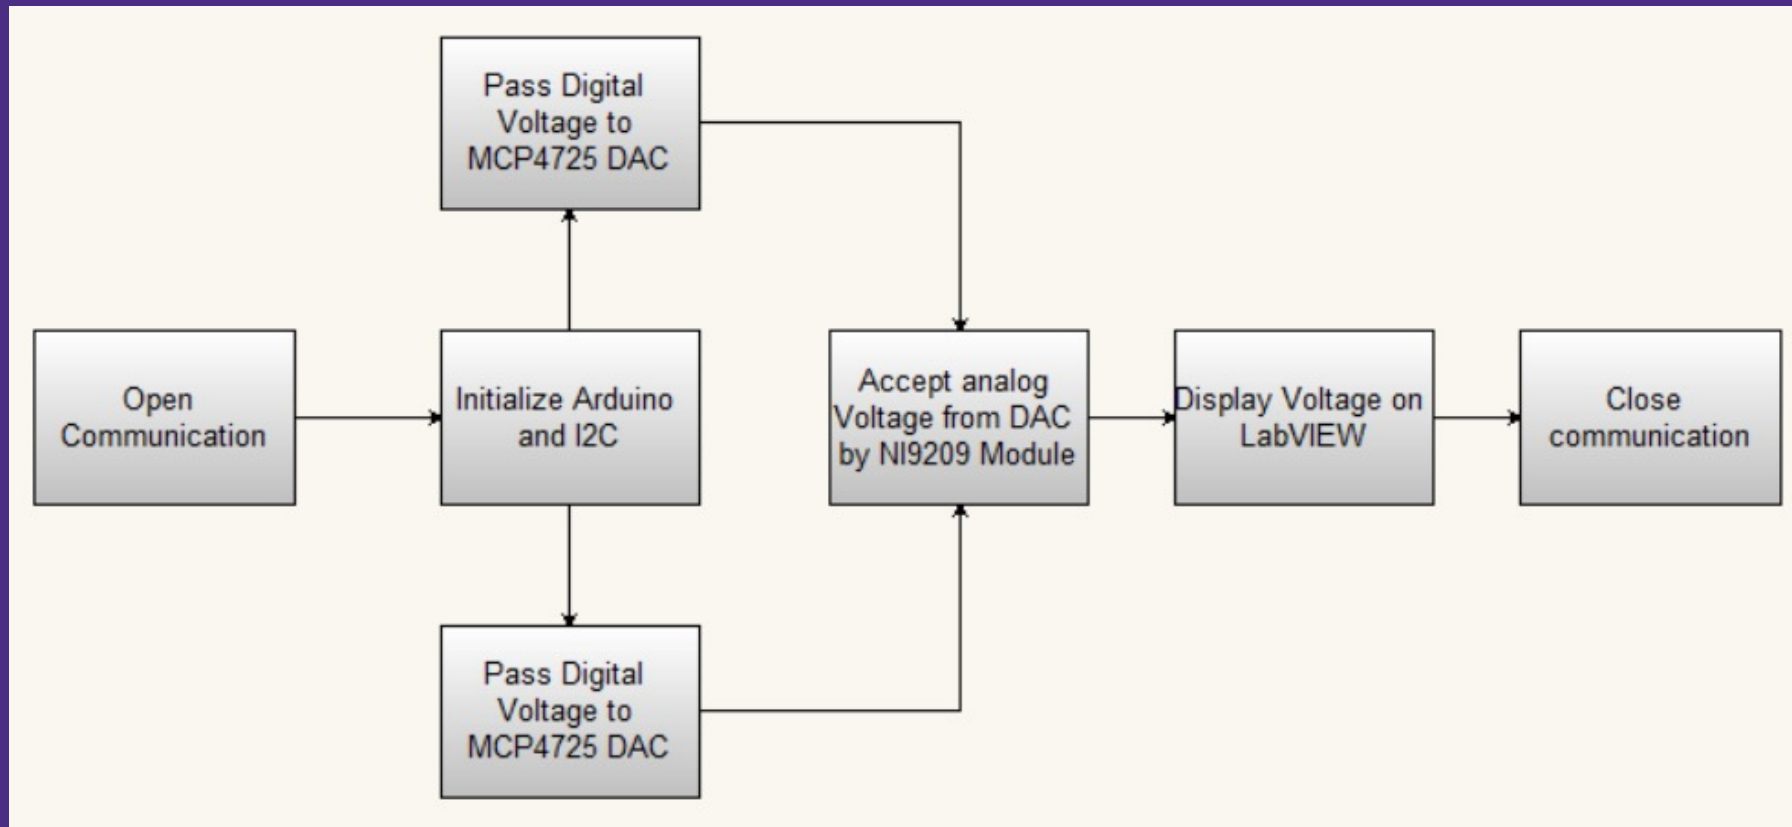 Pass Digital
Voltage to
MCP4725 DAC
Open
Communication
Initialize Arduino
and I2C
Accept analog
Voltage from DAC
by NI9209 Module
Display Voltage on
LabVIEW
Close
communication
Pass Digital
Voltage to
MCP4725 DAC